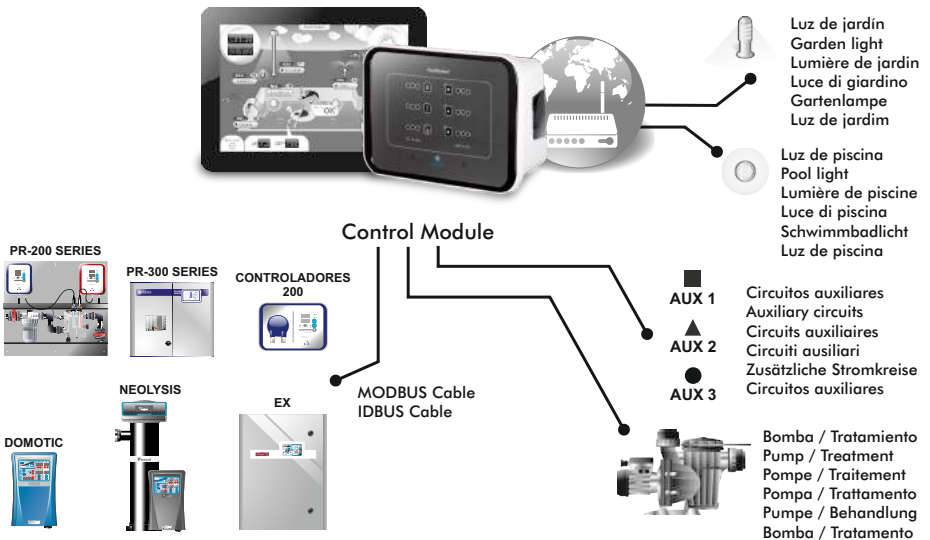 Luz de jardín
Garden light
Lumière de jardin
Luce di giardino
Gartenlampe
Luz de jardim
Luz de piscina
Pool light
Lumière de piscine
Luce di piscina
Schwimmbadlicht
Luz de piscina
Control Module
PR-200 SERIES
PR-300 SERIES
CONTROLADORES
200
AUX 1
AUX 2
AUX 3
Circuitos auxiliares
Auxiliary circuits
Circuits auxiliaires
Circuiti ausiliari
Zusätzliche Stromkreise
Circuitos auxiliares
MODBUS Cable
IDBUS Cable
NEOLYSIS
EX
DOMOTIC
Bomba / Tratamiento
Pump / Treatment
Pompe / Traitement
Pompa / Trattamento
Pumpe / Behandlung
Bomba / Tratamento
OK